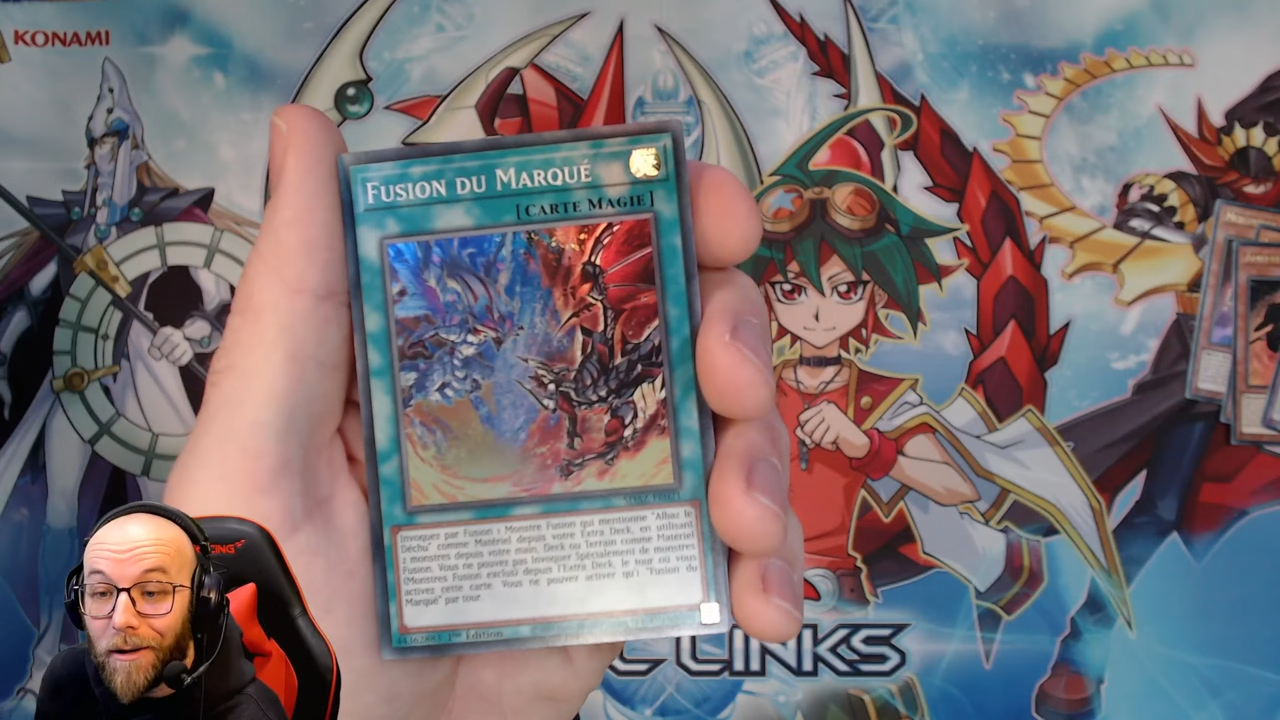 KONAMI
FUSION DU MARQUÉ
[CARTE MAGIE]
Invoquez par Fusion 1 Monstre Fusion qui mentionne "Albaz le
Déchu" comme Matériel depuis votre Extra Deck, en utilisant
2 monstres depuis votre main, Deck ou Terrain comme Matériel
Fusion. Vous ne pouvez pas Invoquer Spécialement de monstres
(Monstres Fusion exclus) depuis l'Extra Deck, le tour où vous
activez cette carte. Vous ne pouvez activer qu'1 "Fusion du
Marqué" par tour.
1ère Édition
LINKS